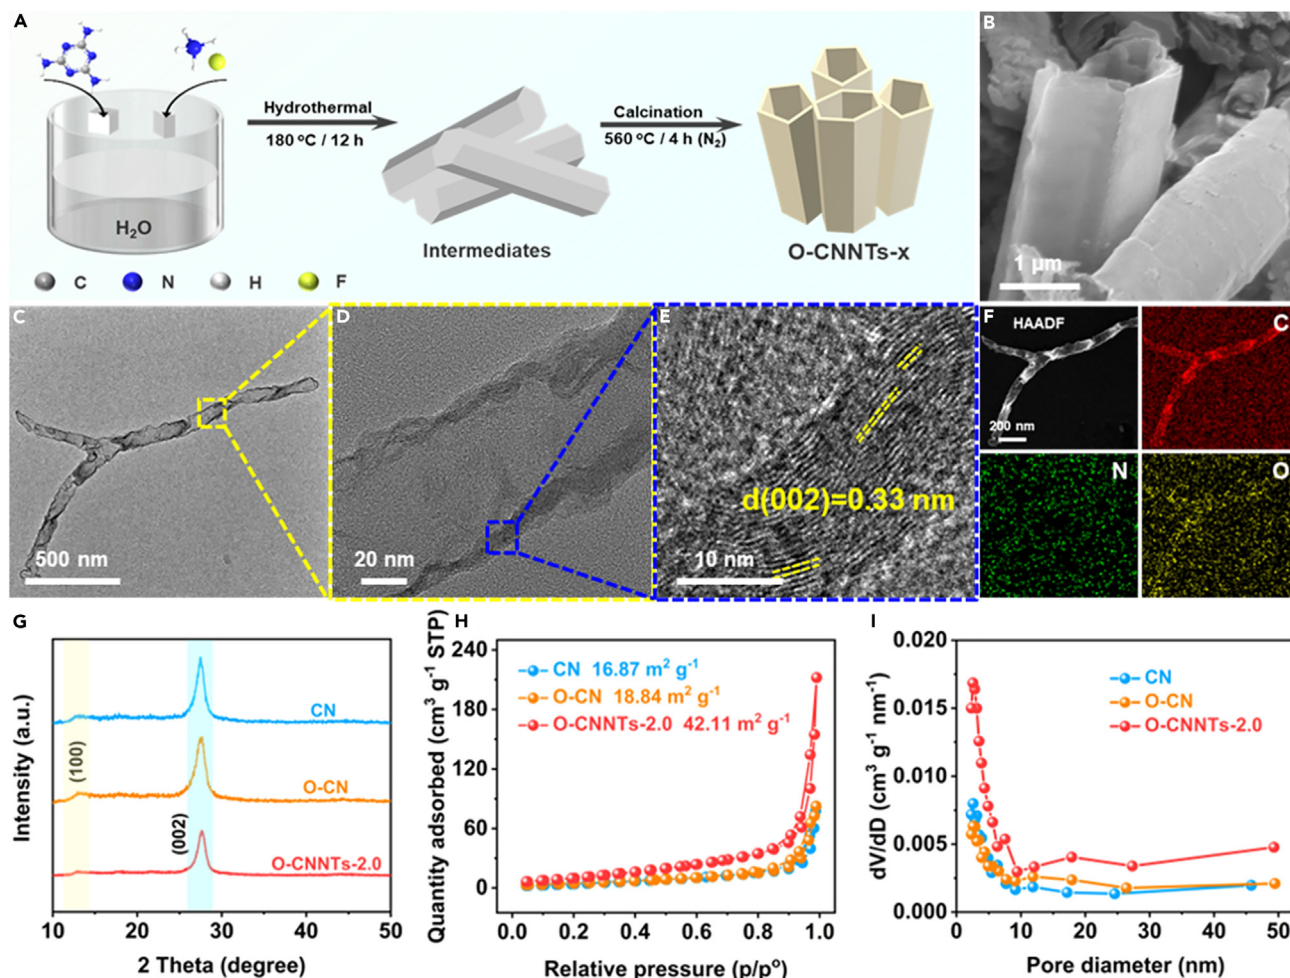 A
Hydrothermal
180 °C / 12 h
Calcination
560 °C / 4 h (N₂)
H₂O
Intermediates
O-CNNTs-x
C
N
H
F
B
1 μm
C
500 nm
D
20 nm
E
d(002)=0.33 nm
10 nm
F
HAADF
200 nm
C
N
O
G
Intensity (a.u.)
(100)
(002)
CN
O-CN
O-CNNTs-2.0
10
20
30
40
50
2 Theta (degree)
H
Quantity adsorbed (cm³ g⁻¹ STP)
240
180
120
60
0
CN 16.87 m² g⁻¹
O-CN 18.84 m² g⁻¹
O-CNNTs-2.0 42.11 m² g⁻¹
0.0
0.2
0.4
0.6
0.8
1.0
Relative pressure (p/p°)
I
dV/dD (cm³ g⁻¹ nm⁻¹)
0.020
0.015
0.010
0.005
0.000
CN
O-CN
O-CNNTs-2.0
0
10
20
30
40
50
Pore diameter (nm)